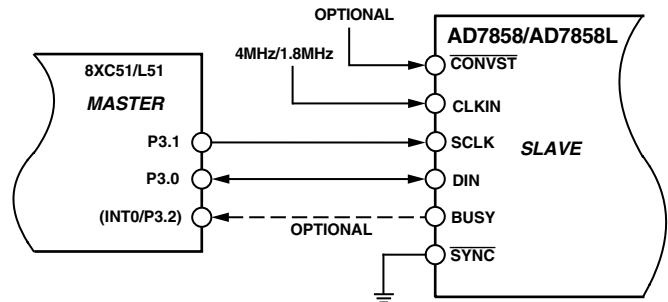 OPTIONAL
AD7858/AD7858L
4MHz/1.8MHz
CONVST
8XC51/L51
MASTER
CLKIN
P3.1
SCLK
SLAVE
P3.0
DIN
(INT0/P3.2)
BUSY
OPTIONAL
SYNC